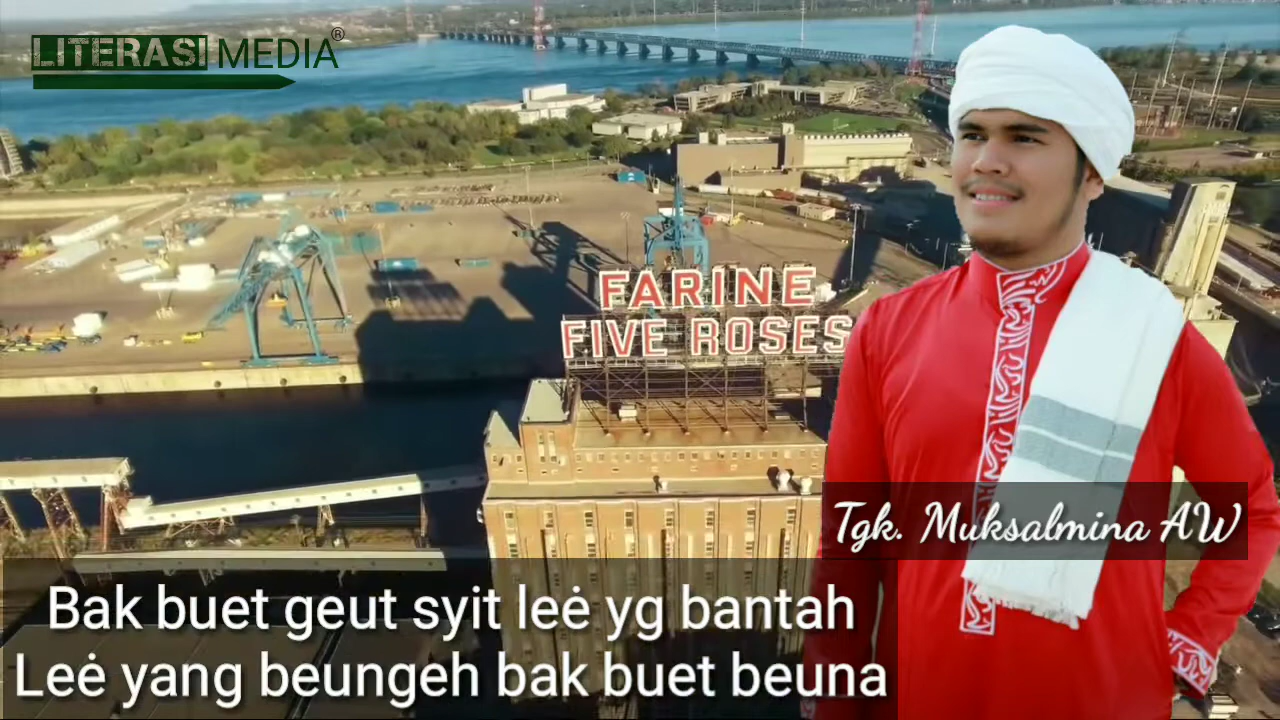 LITERASI MEDIA®
FARINE
FIVE ROSES
Tgk. Muksalmina AW
Bak buet geut syit leė yg bantah
Leė yang beungeh bak buet beuna